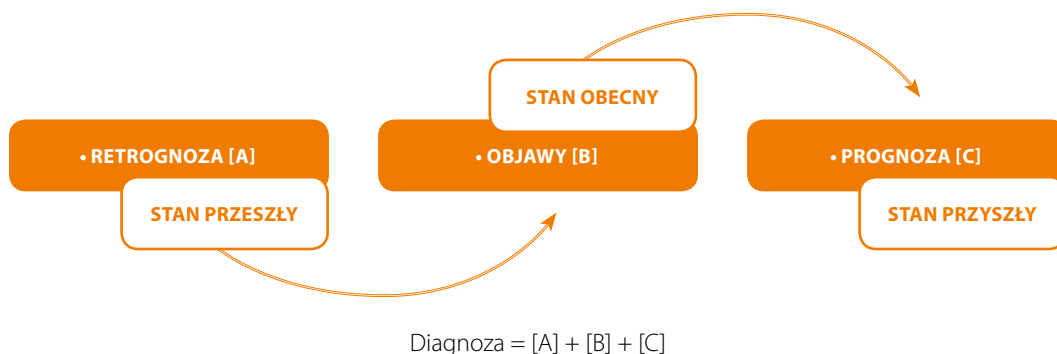 STAN OBECNY
• RETROGNOZA [A]
• OBJAWY [B]
• PROGNOZA [C]
STAN PRZESZŁY
STAN PRZYSZŁY
Diagnoza = [A] + [B] + [C]